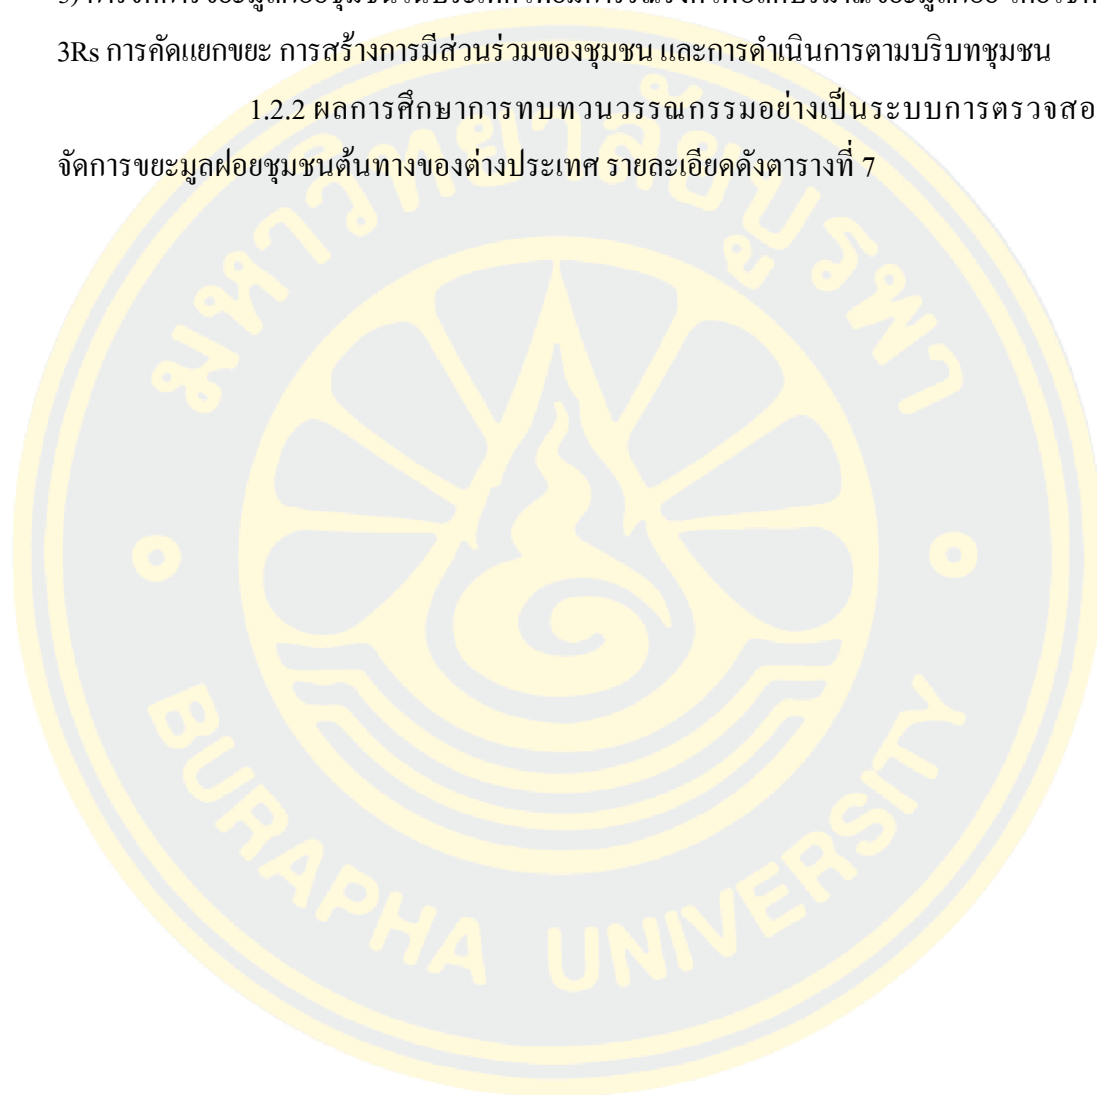 3Rs การคัดแยกขยะ การสร้างการมีส่วนร่วมของชุมชน และการดำเนินการตามบริบทชุมชน
1.2.2 ผลการศึกษาการทบทวนวรรณกรรมอย่างเป็นระบบการตรวจสอ
จัดการขยะมูลฝอยชุมชนต้นทางของต่างประเทศ รายละเอียดดังตารางที่ 7
มหาวิทยาลัยบูรพา
BURAPHA UNIVERSITY